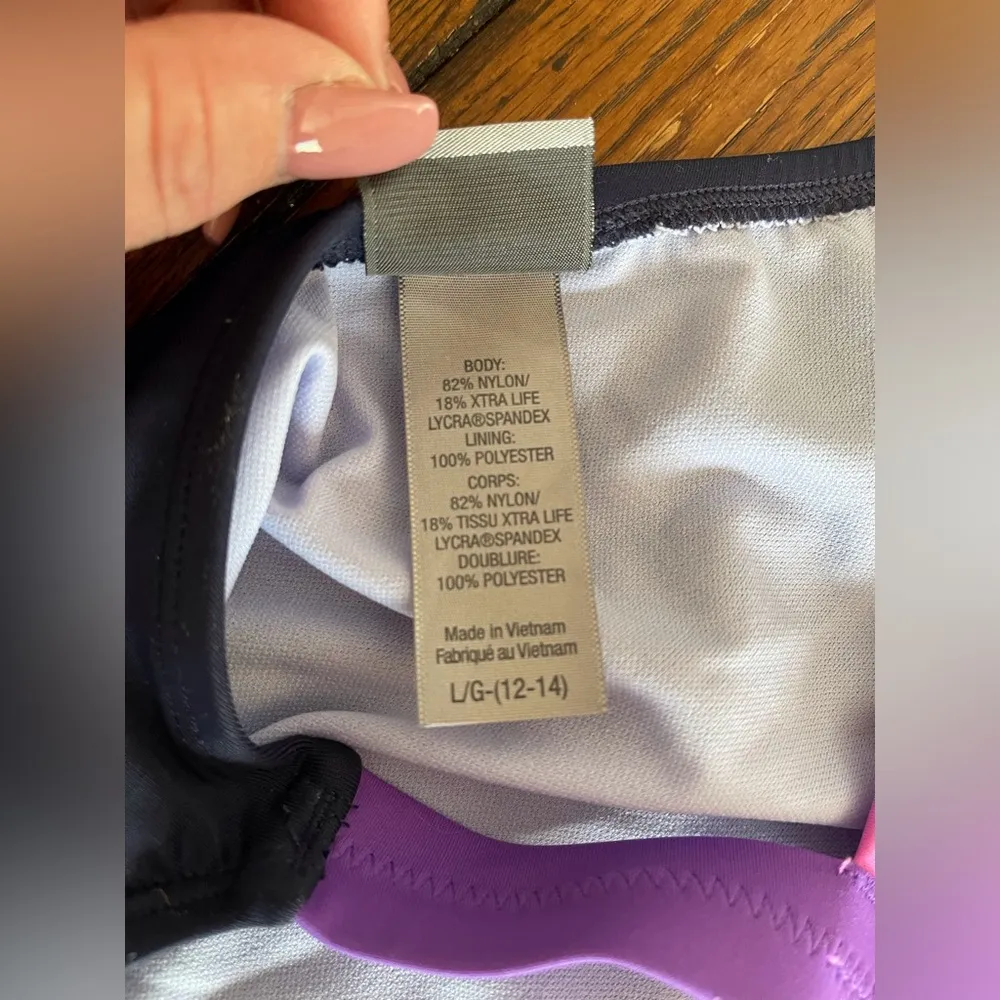 BODY:
82% NYLON/
18% XTRA LIFE
LYCRA®SPANDEX
LINING:
100% POLYESTER
CORPS:
82% NYLON/
18% TISSU XTRA LIFE
LYCRA®SPANDEX
DOUBLURE:
100% POLYESTER
Made in Vietnam
Fabriqué au Vietnam
L/G-(12-14)